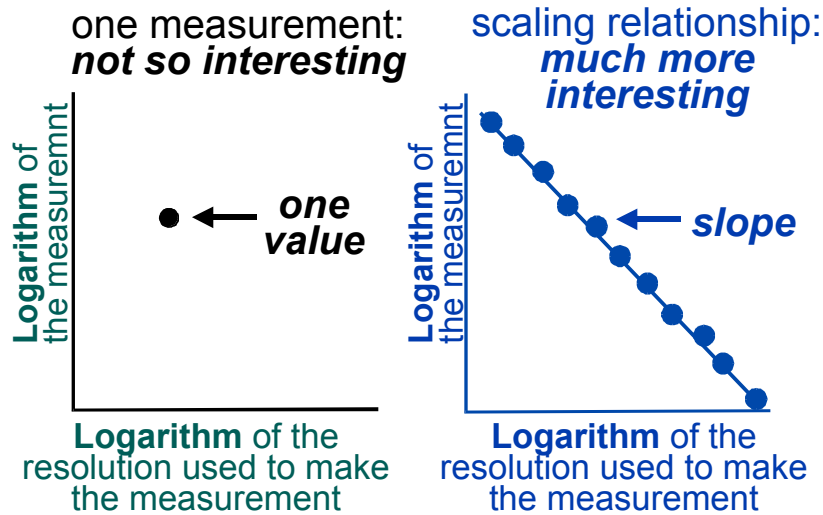 one measurement:
not so interesting
Logarithm of
the measuremnt
one
value
Logarithm of the
resolution used to make
the measurement
scaling relationship:
much more
interesting
Logarithm of
the measuremnt
slope
Logarithm of the
resolution used to make
the measurement